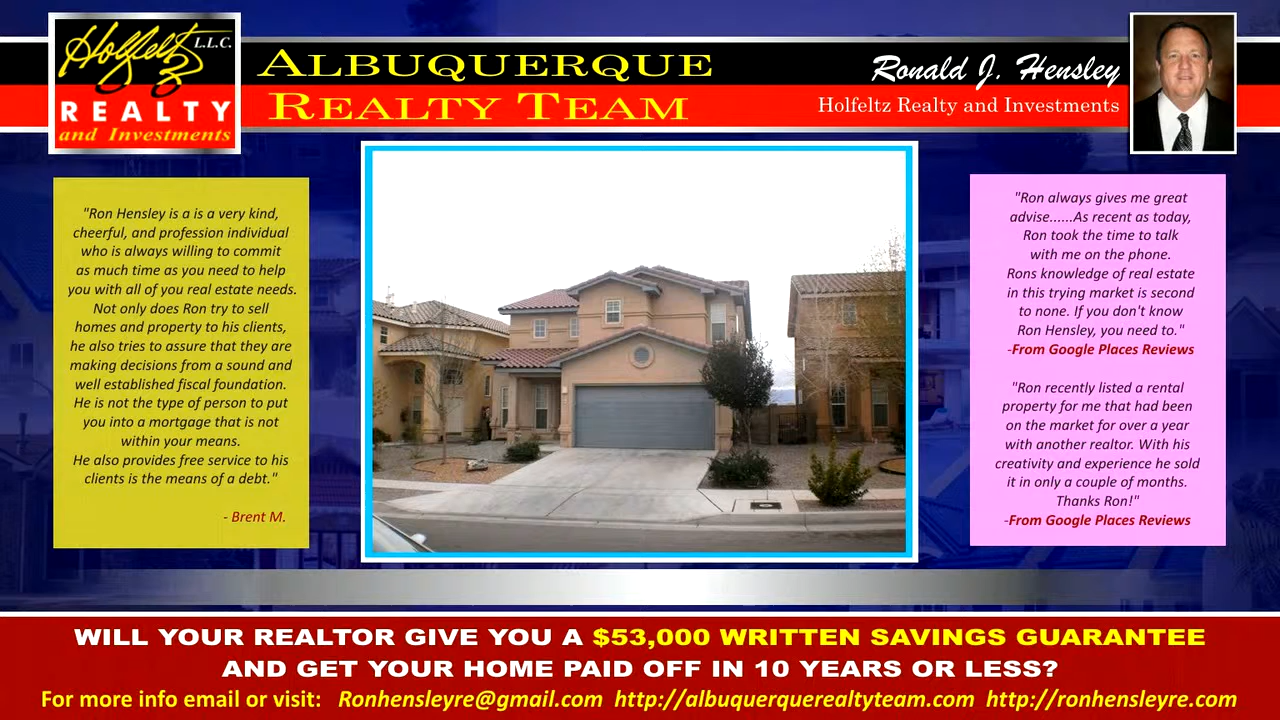 Holfeltz L.L.C.
REALTY
and Investments
ALBUQUERQUE
REALTY TEAM
Ronald J. Hensley
Holfeltz Realty and Investments
"Ron Hensley is a is a very kind,
cheerful, and profession individual
who is always willing to commit
as much time as you need to help
you with all of you real estate needs.
Not only does Ron try to sell
homes and property to his clients,
he also tries to assure that they are
making decisions from a sound and
well established fiscal foundation.
He is not the type of person to put
you into a mortgage that is not
within your means.
He also provides free service to his
clients is the means of a debt."
- Brent M.
"Ron always gives me great
advise......As recent as today,
Ron took the time to talk
with me on the phone.
Rons knowledge of real estate
in this trying market is second
to none. If you don't know
Ron Hensley, you need to."
-From Google Places Reviews
"Ron recently listed a rental
property for me that had been
on the market for over a year
with another realtor. With his
creativity and experience he sold
it in only a couple of months.
Thanks Ron!"
-From Google Places Reviews
WILL YOUR REALTOR GIVE YOU A $53,000 WRITTEN SAVINGS GUARANTEE
AND GET YOUR HOME PAID OFF IN 10 YEARS OR LESS?
For more info email or visit: Ronhensleyre@gmail.com http://albuquerquerealtyteam.com http://ronhensleyre.com